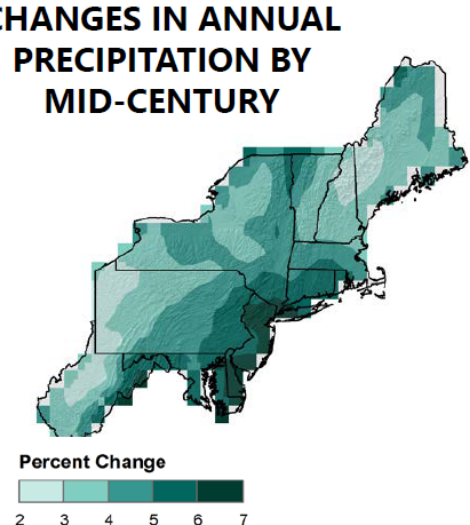 CHANGES IN ANNUAL
PRECIPITATION BY
MID-CENTURY
Percent Change
2 3 4 5 6 7